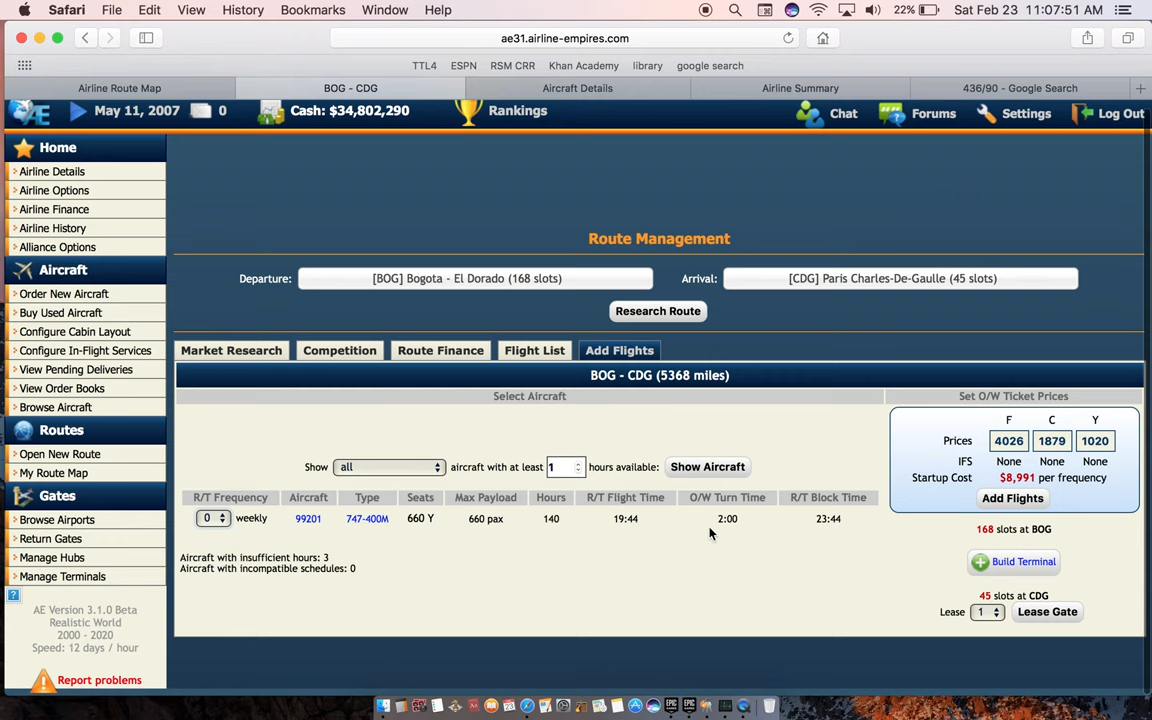 Safari File Edit View History Bookmarks Window Help 22% Sat Feb 23 11:07:51 AM
ae31.airline-empires.com
TTL4 ESPN RSM CRR Khan Academy library google search
Airline Route Map BOG - CDG Aircraft Details Airline Summary 436/90 - Google Search
AE May 11, 2007 0 Cash: $34,802,290 Rankings Chat Forums Settings Log Out
Home
Airline Details
Airline Options
Airline Finance
Airline History
Alliance Options
Aircraft
Order New Aircraft
Buy Used Aircraft
Configure Cabin Layout
Configure In-Flight Services
View Pending Deliveries
View Order Books
Browse Aircraft
Routes
Open New Route
My Route Map
Gates
Browse Airports
Return Gates
Manage Hubs
Manage Terminals
?
AE Version 3.1.0 Beta
Realistic World
2000 - 2020
Speed: 12 days / hour
Report problems
Route Management
Departure: [BOG] Bogota - El Dorado (168 slots) Arrival: [CDG] Paris Charles-De-Gaulle (45 slots)
Research Route
Market Research Competition Route Finance Flight List Add Flights
BOG - CDG (5368 miles)
Select Aircraft
Show all aircraft with at least 1 hours available: Show Aircraft
R/T Frequency Aircraft Type Seats Max Payload Hours R/T Flight Time O/W Turn Time R/T Block Time
0 weekly 99201 747-400M 660 Y 660 pax 140 19:44 2:00 23:44
Aircraft with insufficient hours: 3
Aircraft with incompatible schedules: 0
Set O/W Ticket Prices
F C Y
Prices 4026 1879 1020
IFS None None None
Startup Cost $8,991 per frequency
Add Flights
168 slots at BOG
Build Terminal
45 slots at CDG
Lease 1 Lease Gate